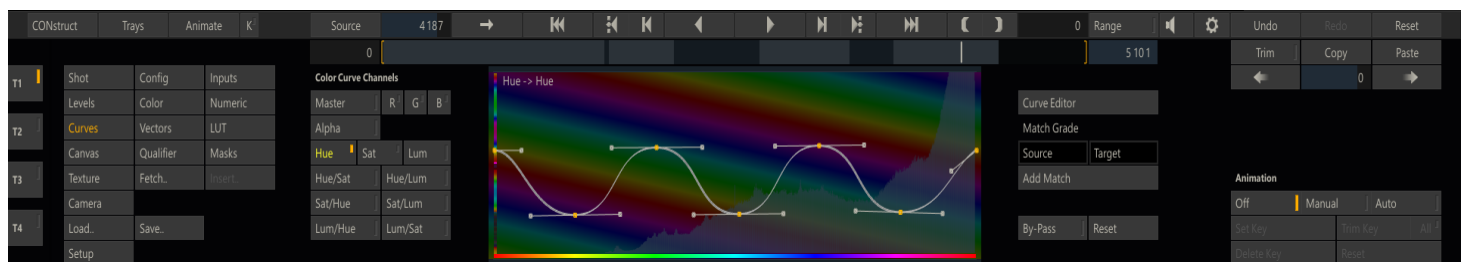 CONstruct Trays Animate K Source 4187 0 Range Undo Redo Reset
0 5101 Trim Copy Paste
T1 Shot Config Inputs Color Curve Channels Hue -> Hue 0
Levels Color Numeric Master R G B Curve Editor
T2 Curves Vectors LUT Alpha Match Grade
Canvas Qualifier Masks Hue Sat Lum Source Target
T3 Texture Fetch.. Insert.. Hue/Sat Hue/Lum Add Match Animation
Camera Sat/Hue Sat/Lum Off Manual Auto
T4 Load.. Save.. Lum/Hue Lum/Sat By-Pass Reset Set Key Trim Key All
Setup Delete Key Reset